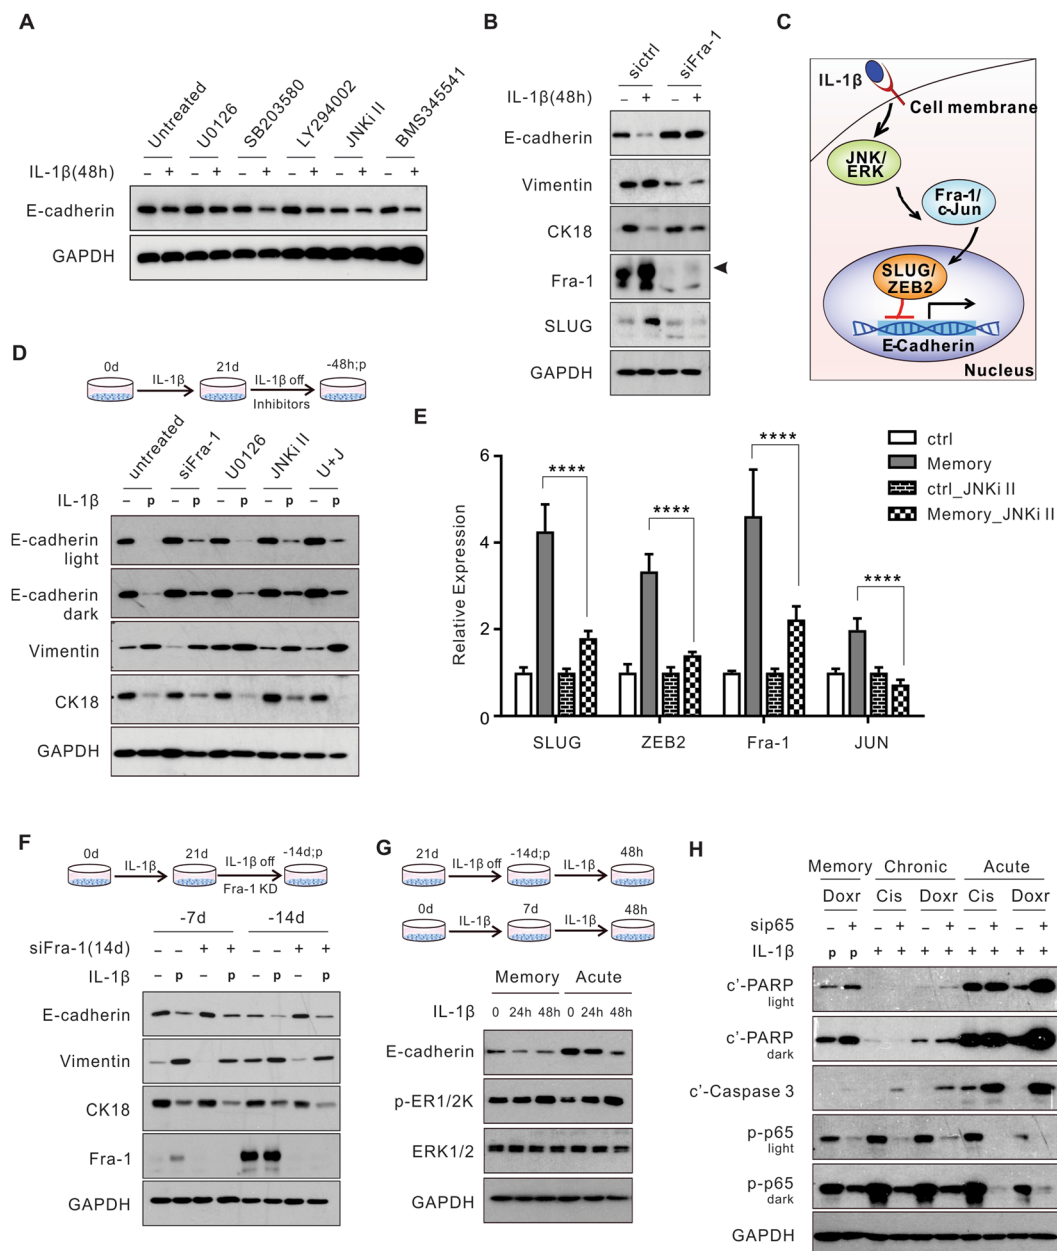 A
Untreated
U0126
SB203580
LY294002
JNKi II
BMS345541
IL-1β(48h) – + – + – + – + – + – +
E-cadherin
GAPDH
B
sictrl siFra-1
IL-1β(48h) – + – +
E-cadherin
Vimentin
CK18
Fra-1
SLUG
GAPDH
C
IL-1β
Cell membrane
JNK/
ERK
Fra-1/
c-Jun
SLUG/
ZEB2
E-Cadherin
Nucleus
D
0d IL-1β 21d IL-1β off -48h;p
Inhibitors
untreated
siFra-1
U0126
JNKi II
U+J
IL-1β – p – p – p – p – p
E-cadherin
light
E-cadherin
dark
Vimentin
CK18
GAPDH
E
ctrl
Memory
ctrl_JNKi II
Memory_JNKi II
Relative Expression
6
4
2
0
****
****
****
****
SLUG ZEB2 Fra-1 JUN
F
0d IL-1β 21d IL-1β off -14d;p
Fra-1 KD
-7d -14d
siFra-1(14d) – – + + – – + +
IL-1β – p – p – p – p
E-cadherin
Vimentin
CK18
Fra-1
GAPDH
G
21d IL-1β off -14d;p IL-1β 48h
0d IL-1β 7d IL-1β 48h
Memory Acute
IL-1β 0 24h 48h 0 24h 48h
E-cadherin
p-ER1/2K
ERK1/2
GAPDH
H
Memory Chronic Acute
Doxr Cis Doxr Cis Doxr
sip65 – + – + – + – + – +
IL-1β p p + + + + + + + +
c'-PARP
light
c'-PARP
dark
c'-Caspase 3
p-p65
light
p-p65
dark
GAPDH